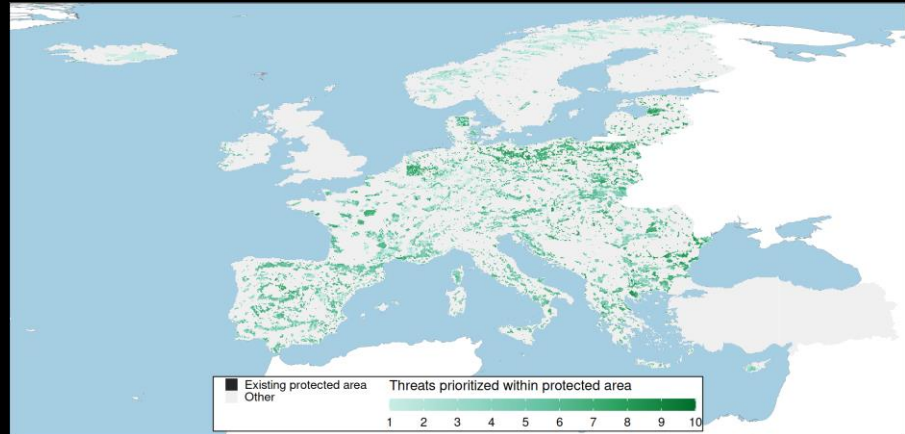 Existing protected area
Other
Threats prioritized within protected area
1 2 3 4 5 6 7 8 9 10